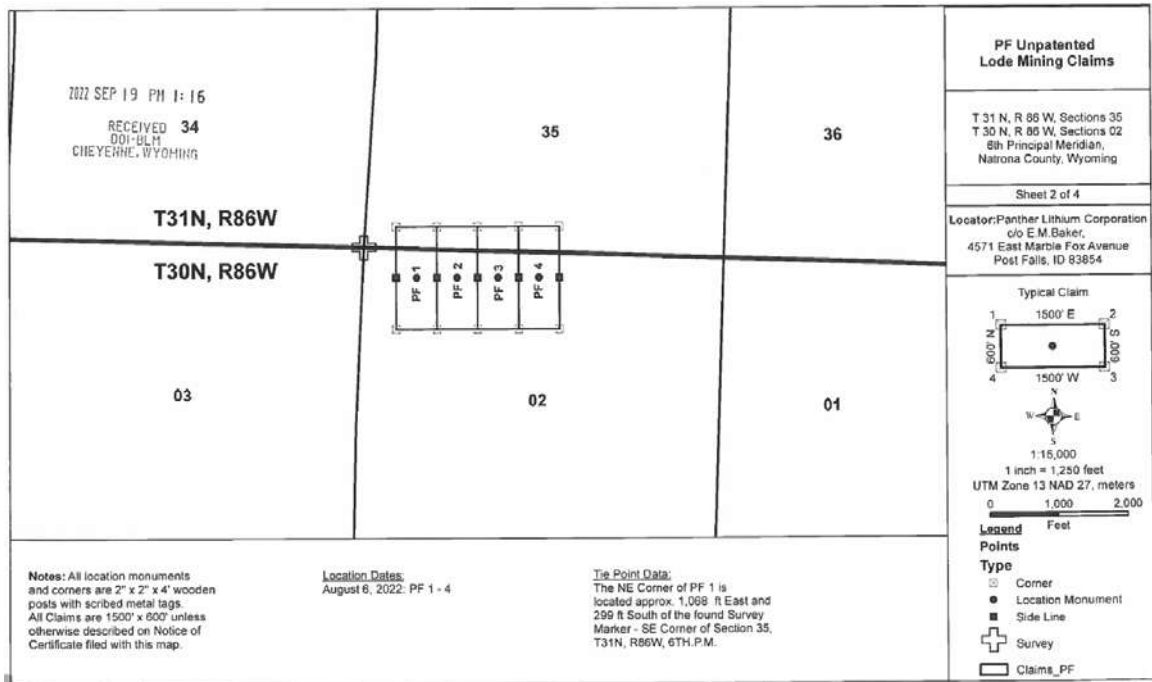 2022 SEP 19 PM 1:16
RECEIVED
DOI-BLM
CHEYENNE, WYOMING
34
35
36
T31N, R86W
T30N, R86W
PF 1
PF 2
PF 3
PF 4
03
02
01
PF Unpatented
Lode Mining Claims
T 31 N, R 86 W, Sections 35
T 30 N, R 86 W, Sections 02
6th Principal Meridian,
Natrona County, Wyoming
Sheet 2 of 4
Locator:Panther Lithium Corporation
c/o E.M.Baker,
4571 East Marble Fox Avenue
Post Falls, ID 83854
Typical Claim
1 1500' E 2
600' N
600' S
4 1500' W 3
N
W E
S
1:15,000
1 inch = 1,250 feet
UTM Zone 13 NAD 27, meters
0 1,000 2,000
Feet
Legend
Points
Type
Corner
Location Monument
Side Line
Survey
Claims_PF
Notes: All location monuments
and corners are 2" x 2" x 4' wooden
posts with scribed metal tags.
All Claims are 1500' x 600' unless
otherwise described on Notice of
Certificate filed with this map.
Location Dates:
August 6, 2022: PF 1 - 4
Tie Point Data:
The NE Corner of PF 1 is
located approx. 1,068 ft East and
299 ft South of the found Survey
Marker - SE Corner of Section 35,
T31N, R86W, 6TH.P.M.